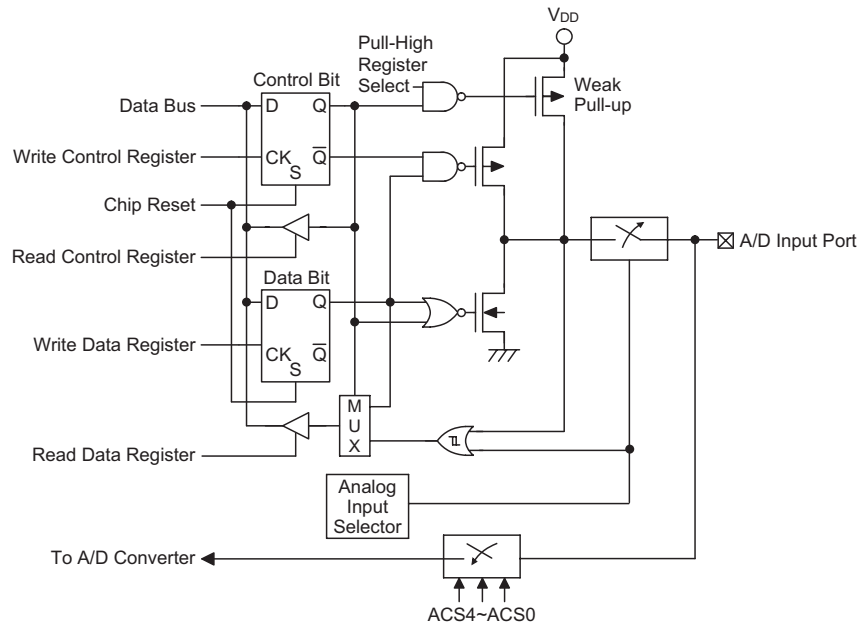 VDD
Pull-High
Register
Select
Control Bit
Weak
Pull-up
Data Bus
D
Q
Write Control Register
CK
Q̅
S
Chip Reset
Read Control Register
A/D Input Port
Data Bit
D
Q
Write Data Register
CK
Q̅
S
M
U
X
Read Data Register
Analog
Input
Selector
To A/D Converter
ACS4~ACS0